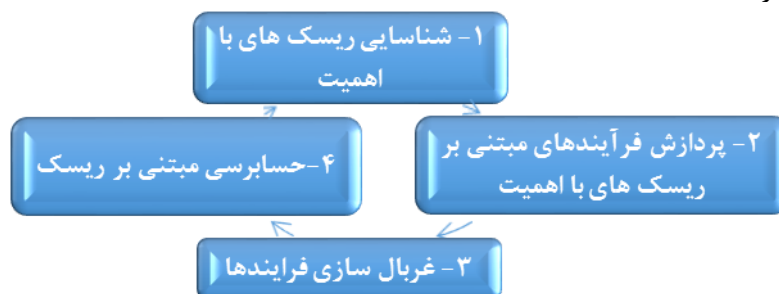 ۱- شناسایی ریسک های با
اهمیت
۲- پردازش فرآیندهای مبتنی بر
ریسک های با اهمیت
۳- غربال سازی فرایندها
۴-حسابرسی مبتنی بر ریسک